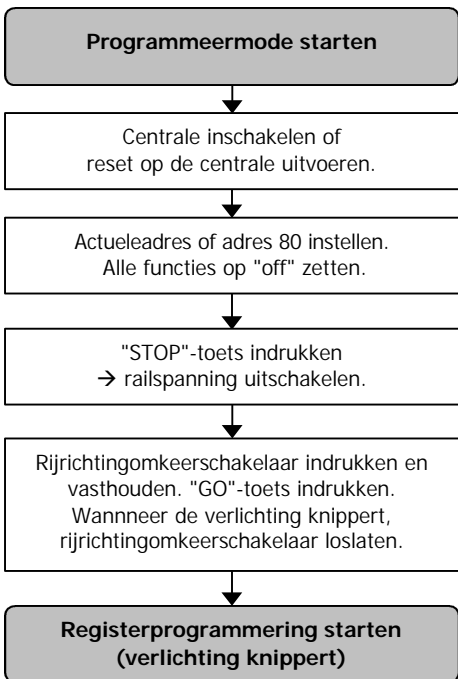 Programmeermode starten
Centrale inschakelen of
reset op de centrale uitvoeren.
Actueleadres of adres 80 instellen.
Alle functies op "off" zetten.
"STOP"-toets indrukken
→ railspanning uitschakelen.
Rijrichtingomkeerschakelaar indrukken en
vasthouden. "GO"-toets indrukken.
Wannneer de verlichting knippert,
rijrichtingomkeerschakelaar loslaten.
Registerprogrammering starten
(verlichting knippert)